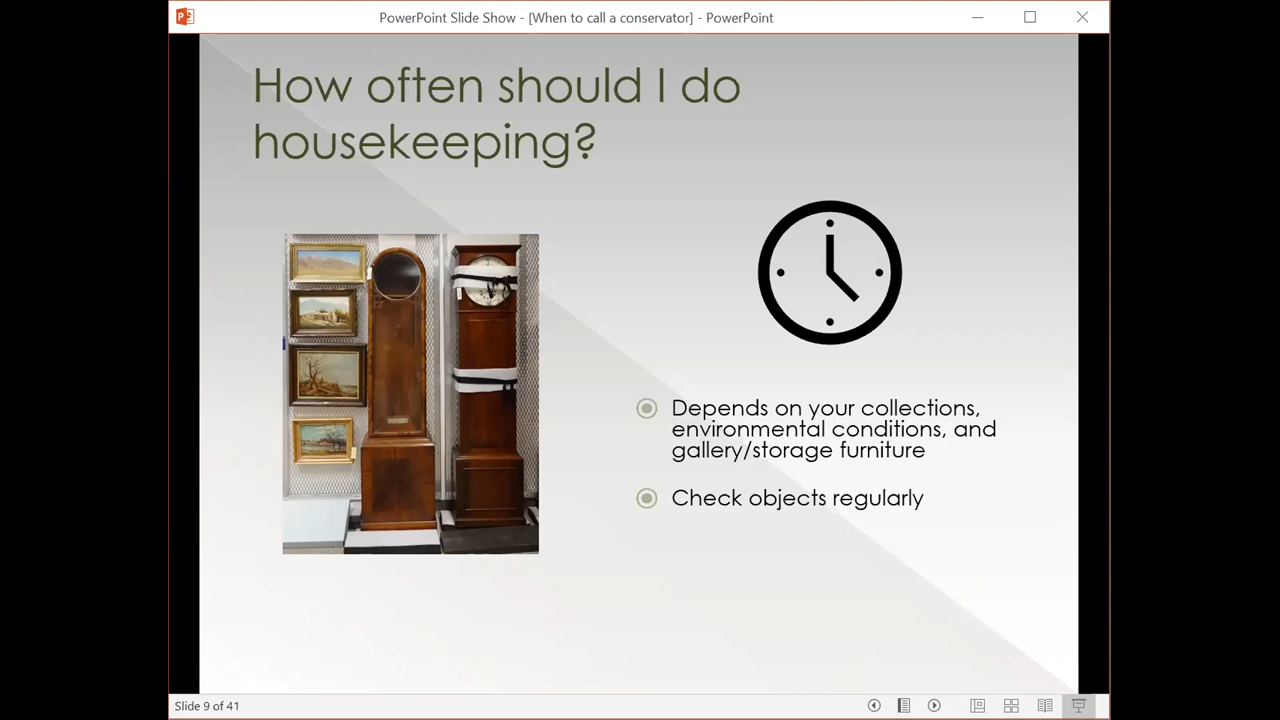 PowerPoint Slide Show - [When to call a conservator] - PowerPoint
How often should I do
housekeeping?
Depends on your collections,
environmental conditions, and
gallery/storage furniture
Check objects regularly
Slide 9 of 41